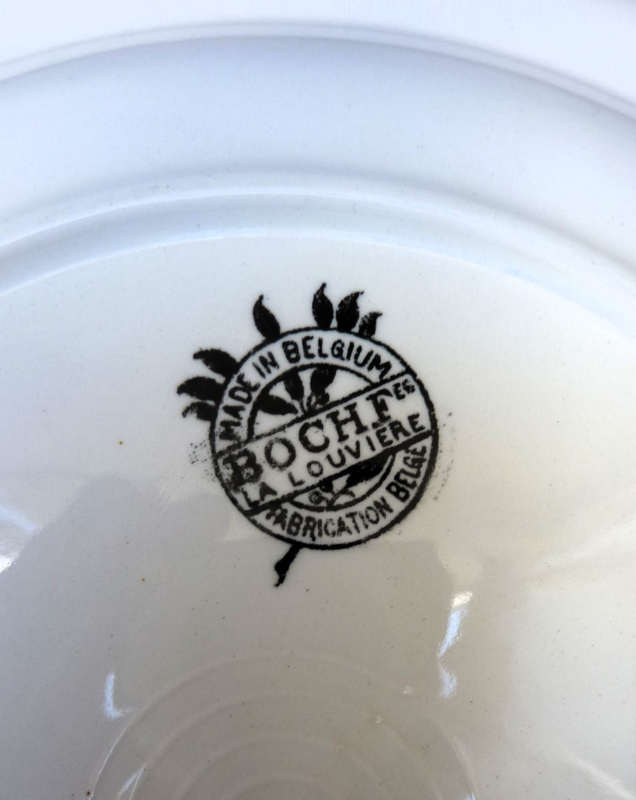 MADE IN BELGIUM
BOCH Fes
LA LOUVIÈRE
FABRICATION BELGE